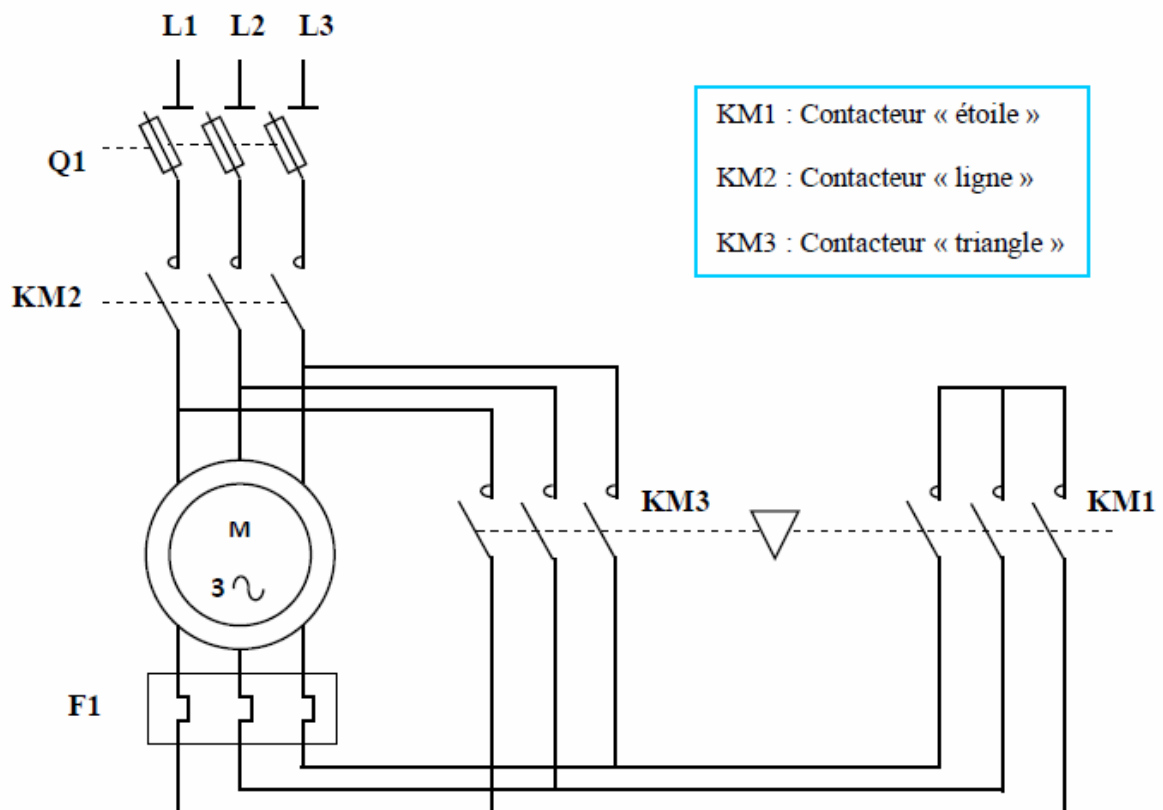 L1 L2 L3
KM1 : Contacteur « étoile »
Q1
KM2 : Contacteur « ligne »
KM3 : Contacteur « triangle »
KM2
KM3
KM1
M
3
F1